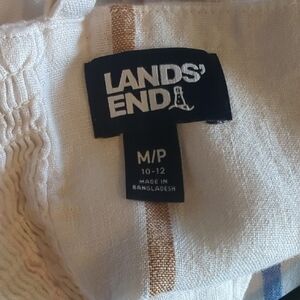 LANDS'
END
M/P
10-12
MADE IN
BANGLADESH